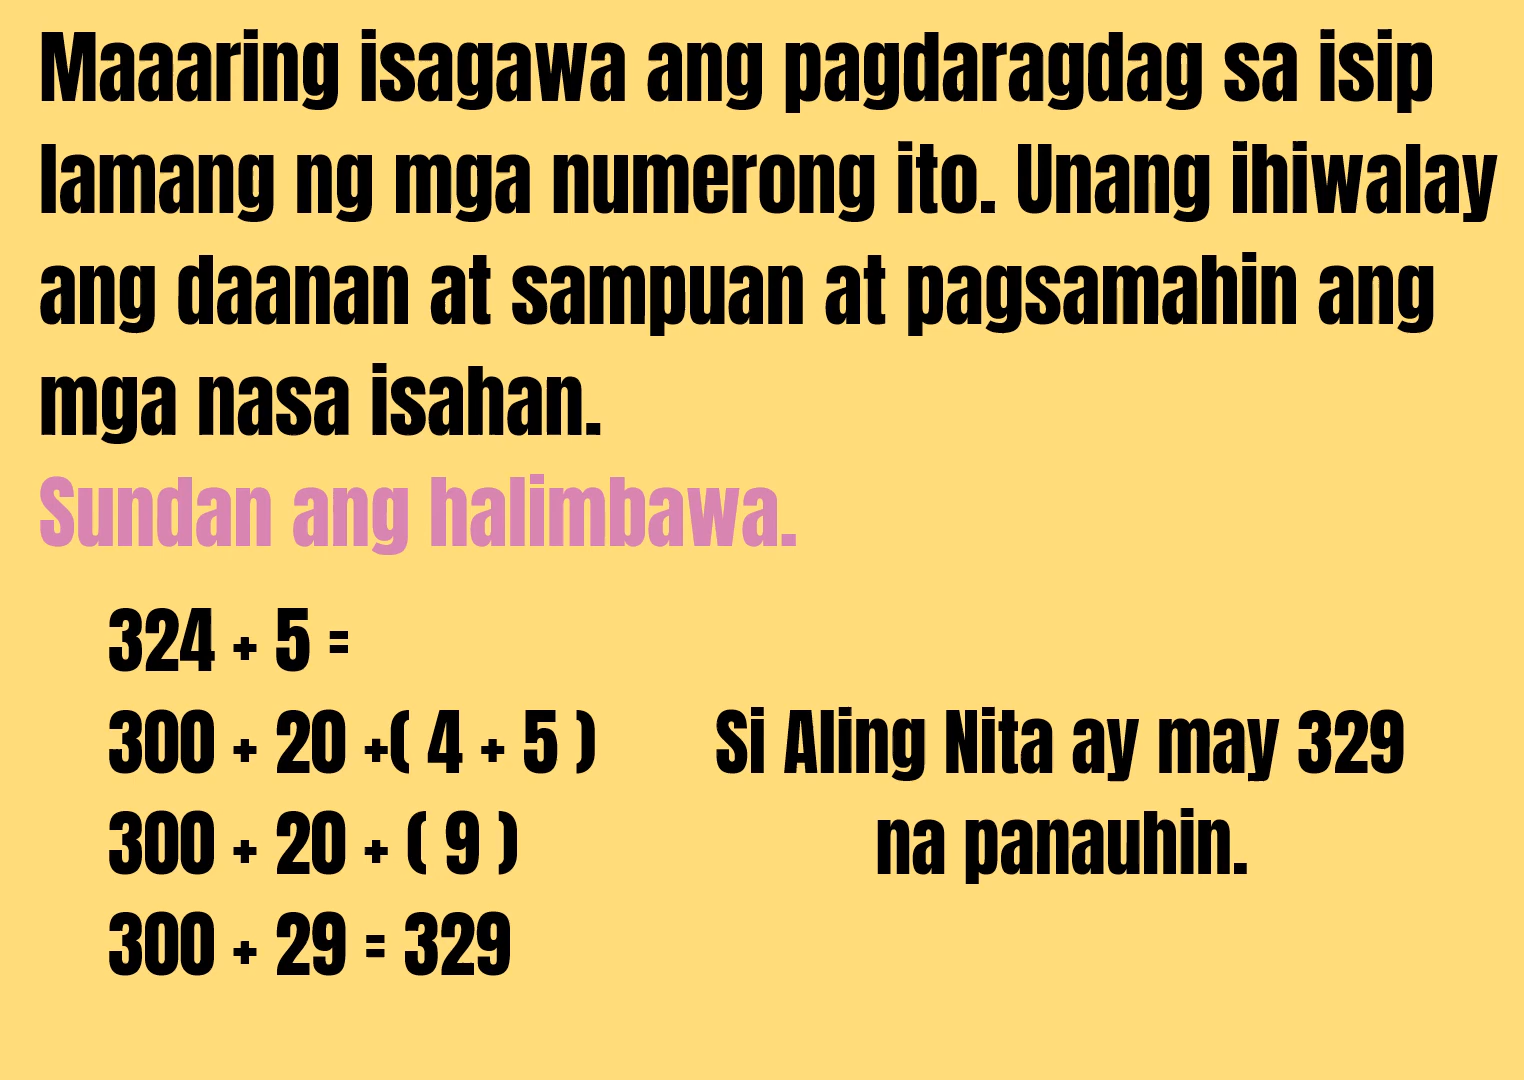 Maaaring isagawa ang pagdaragdag sa isip
lamang ng mga numerong ito. Unang ihiwalay
ang daanan at sampuan at pagsamahin ang
mga nasa isahan.
Sundan ang halimbawa.
324 + 5 =
300 + 20 +( 4 + 5 )
300 + 20 + ( 9 )
300 + 29 = 329
Si Aling Nita ay may 329
na panauhin.